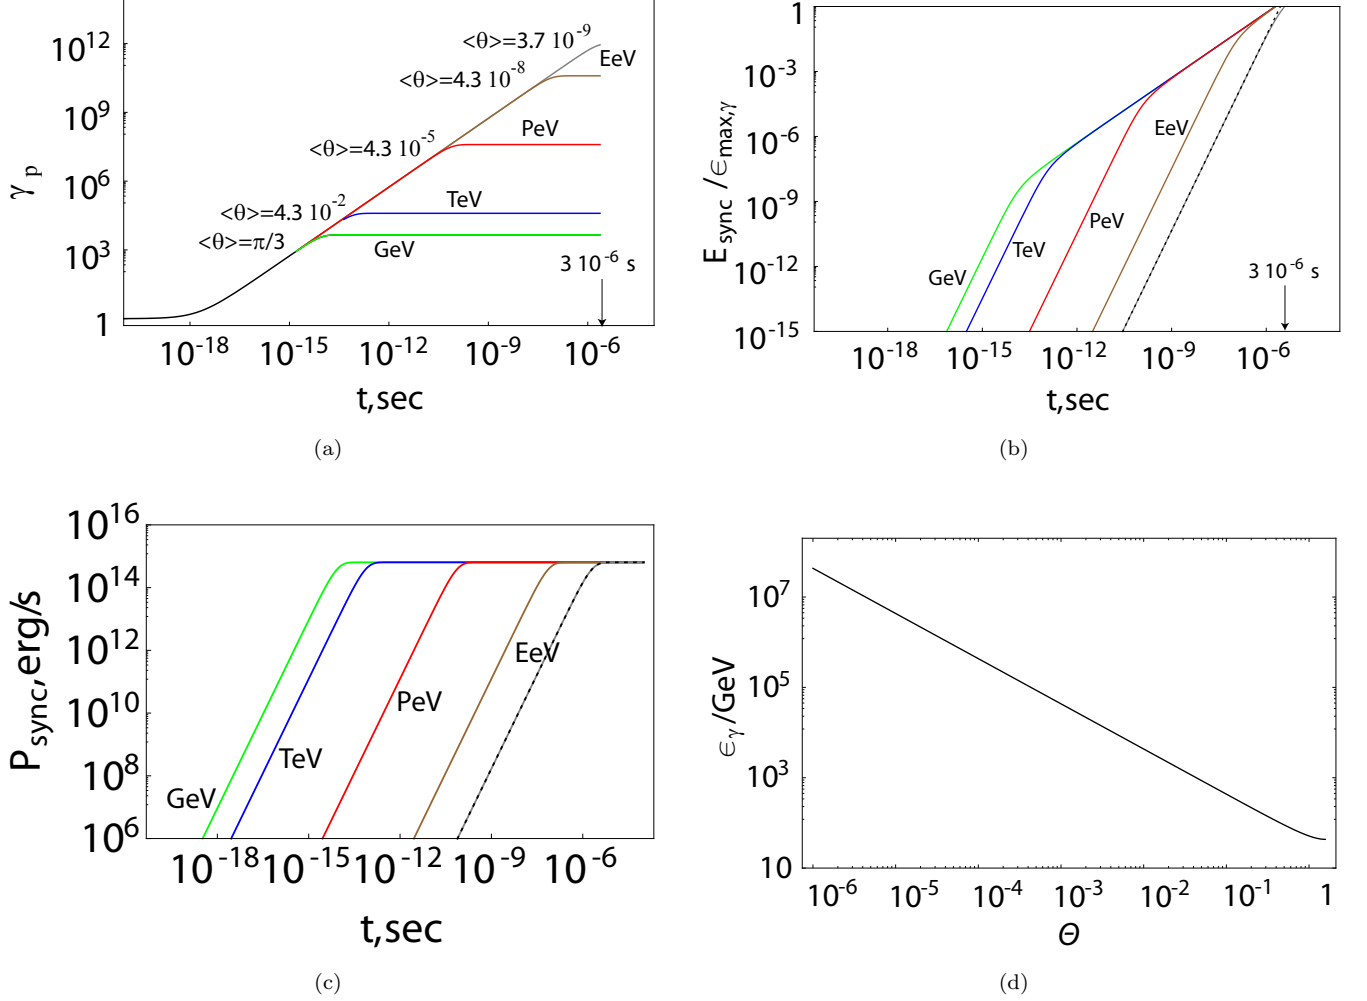 10^12
10^9
10^6
10^3
1
γ_p
<θ>=3.7 10^-9
EeV
<θ>=4.3 10^-8
PeV
<θ>=4.3 10^-5
TeV
<θ>=4.3 10^-2
<θ>=π/3
GeV
3 10^-6 s
10^-18 10^-15 10^-12 10^-9 10^-6
t,sec
(a)
1
10^-3
10^-6
10^-9
10^-12
10^-15
E_sync /ϵ_max,γ
EeV
PeV
TeV
GeV
3 10^-6 s
10^-18 10^-15 10^-12 10^-9 10^-6
t,sec
(b)
10^16
10^14
10^12
10^10
10^8
10^6
P_sync,erg/s
EeV
PeV
TeV
GeV
10^-18 10^-15 10^-12 10^-9 10^-6
t,sec
(c)
10^7
10^5
10^3
10
ϵ_γ/GeV
10^-6 10^-5 10^-4 10^-3 10^-2 10^-1 1
Θ
(d)